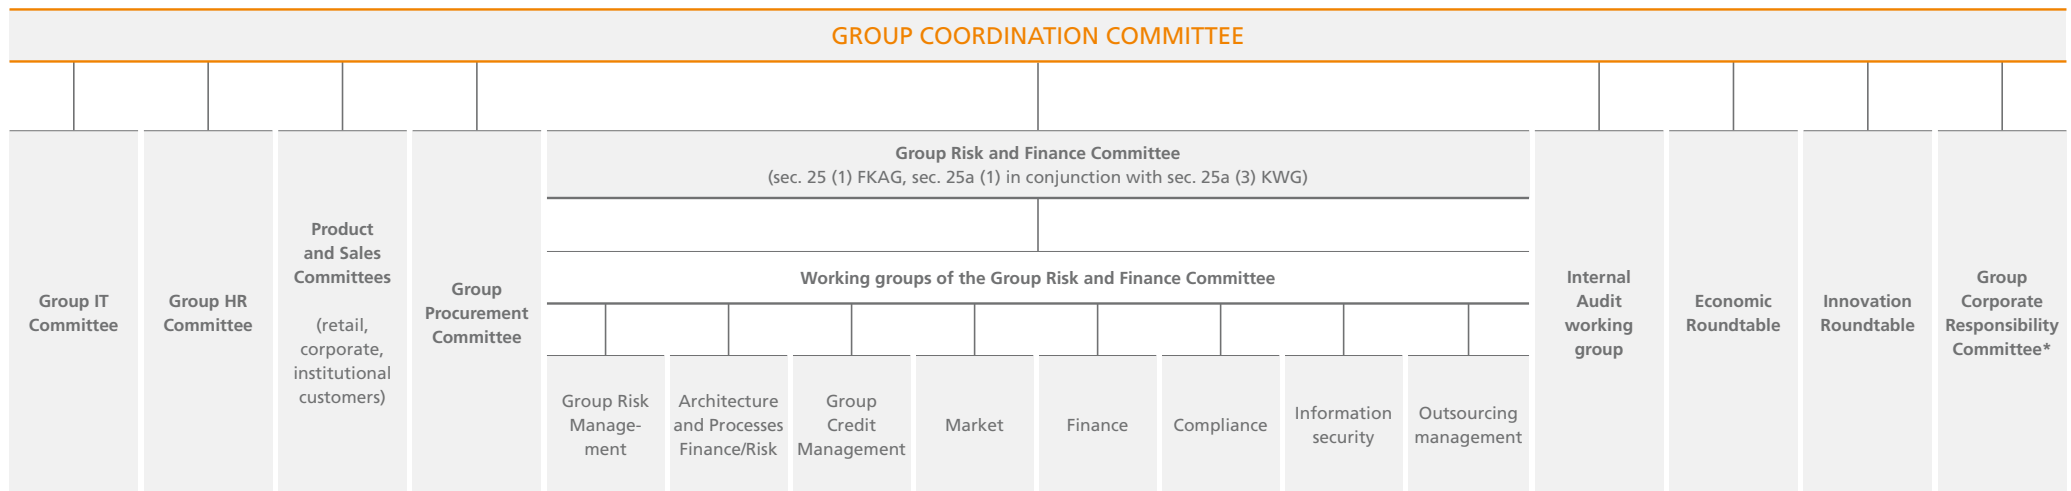 GROUP COORDINATION COMMITTEE
Group IT
Committee
Group HR
Committee
Product
and Sales
Committees
(retail,
corporate,
institutional
customers)
Group
Procurement
Committee
Group Risk and Finance Committee
(sec. 25 (1) FKAG, sec. 25a (1) in conjunction with sec. 25a (3) KWG)
Working groups of the Group Risk and Finance Committee
Group Risk
Manage-
ment
Architecture
and Processes
Finance/Risk
Group
Credit
Management
Market
Finance
Compliance
Information
security
Outsourcing
management
Internal
Audit
working
group
Economic
Roundtable
Innovation
Roundtable
Group
Corporate
Responsibility
Committee*